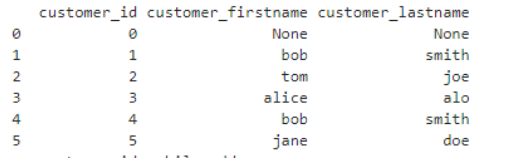 customer_id customer_firstname customer_lastname
0 0 None None
1 1 bob smith
2 2 tom joe
3 3 alice alo
4 4 bob smith
5 5 jane doe